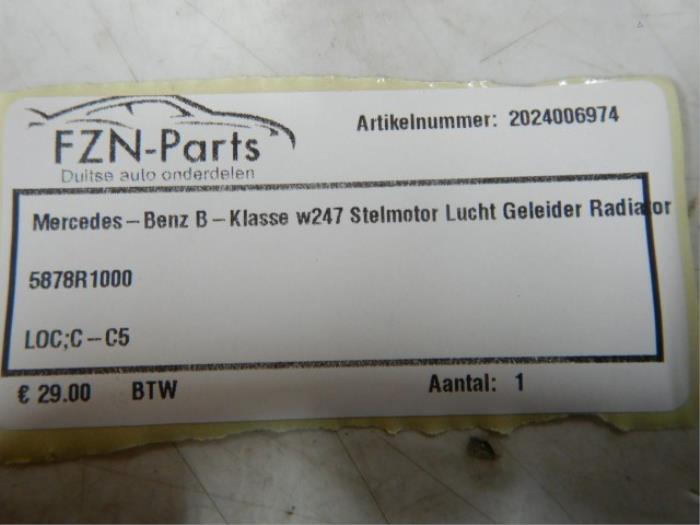 FZN-Parts
Duitse auto onderdelen
Artikelnummer: 2024006974
Mercedes-Benz B-Klasse w247 Stelmotor Lucht Geleider Radiator
5878R1000
LOC;C-C5
€ 29.00 BTW Aantal: 1